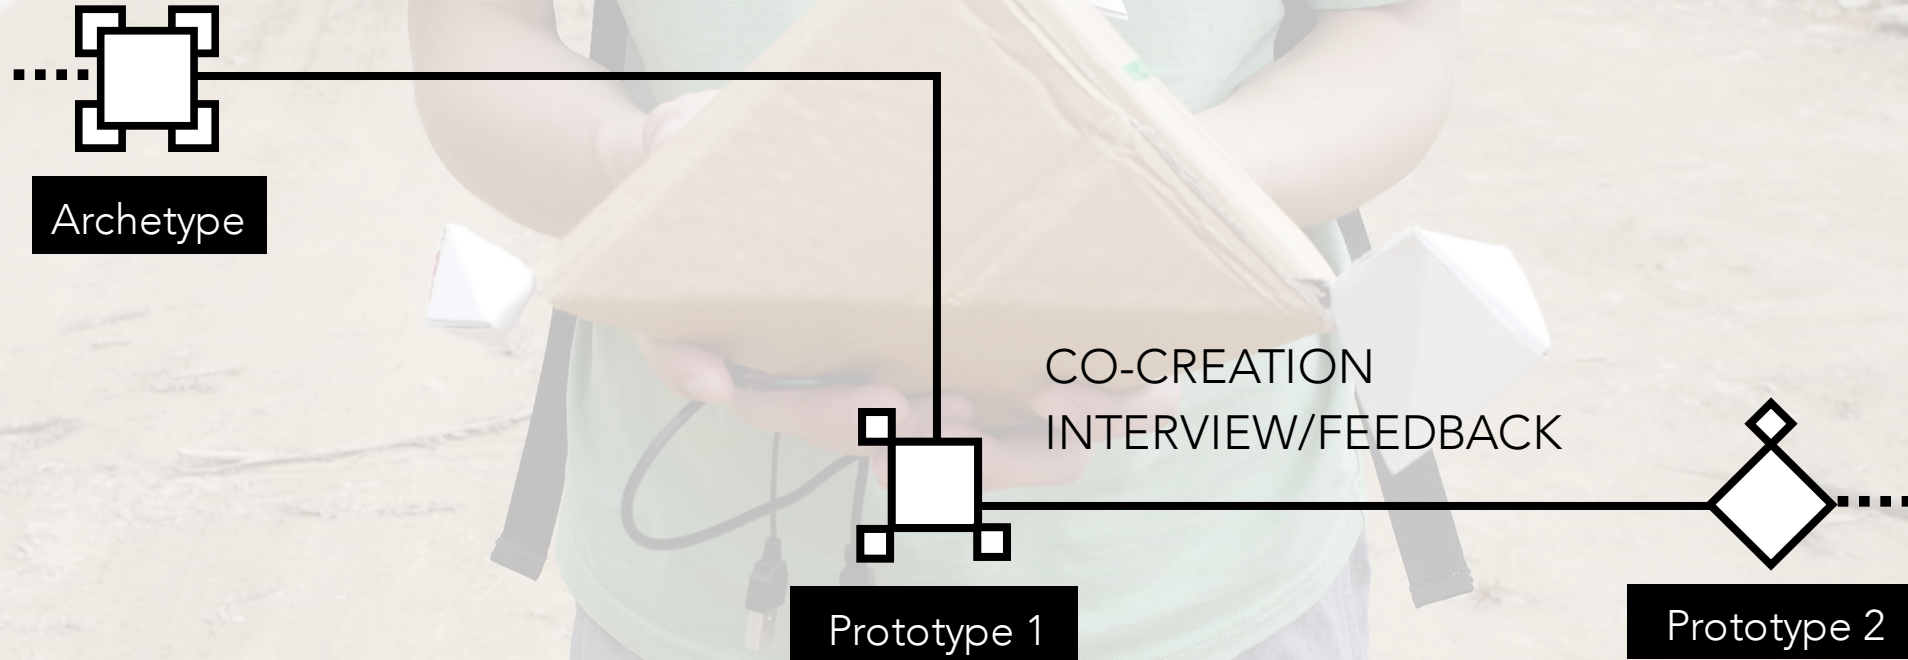 Archetype
CO-CREATION
INTERVIEW/FEEDBACK
Prototype 1
Prototype 2